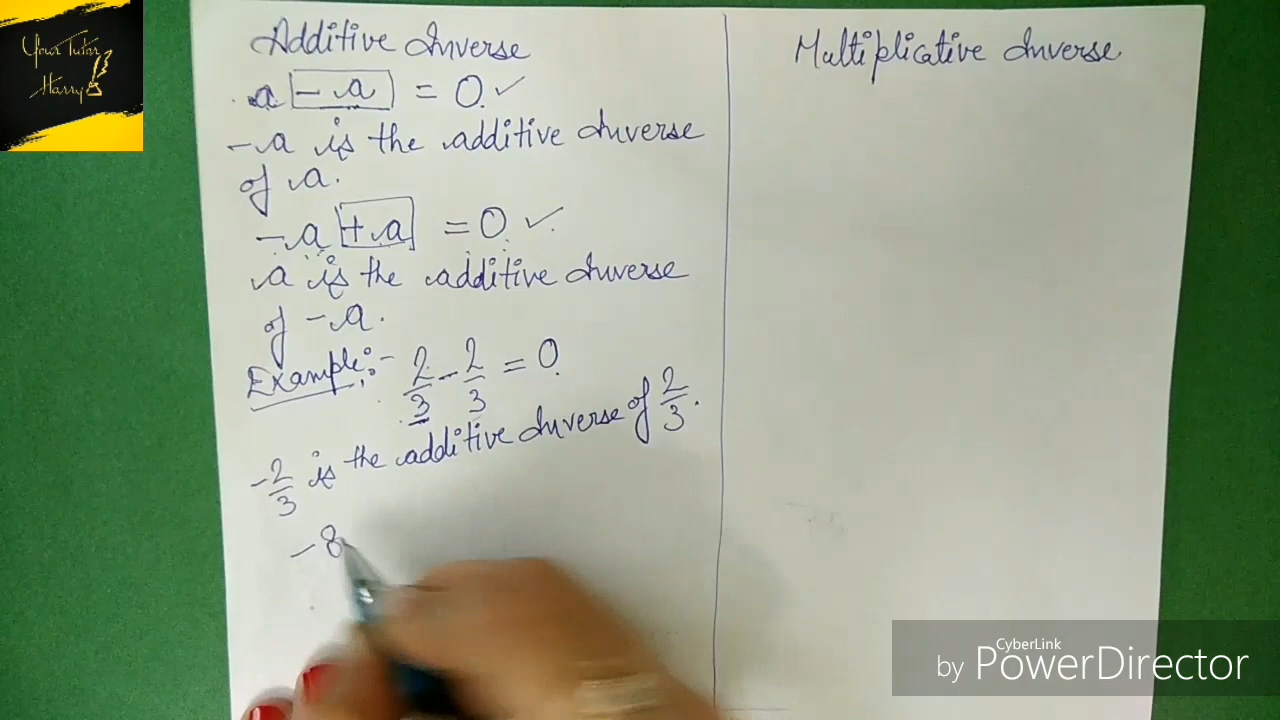 Your Tutor
Harry
Additive Inverse
a - a = 0. ✓
-a is the additive inverse
of a.
-a + a = 0 ✓
a is the additive inverse
of -a.
Example:- 2/3 - 2/3 = 0
-2/3 is the additive inverse of 2/3.
-8
Multiplicative Inverse
CyberLink
by PowerDirector